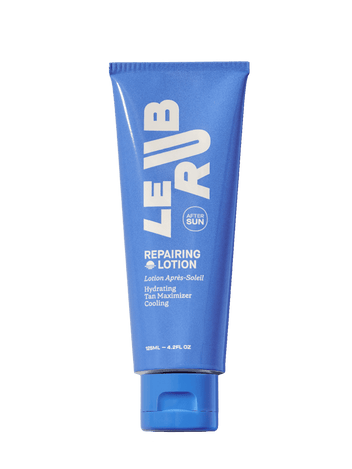 LE RUB
AFTER
SUN
REPAIRING
LOTION
Lotion Après-Soleil
Hydrating
Tan Maximizer
Cooling
125ML — 4.2FL OZ